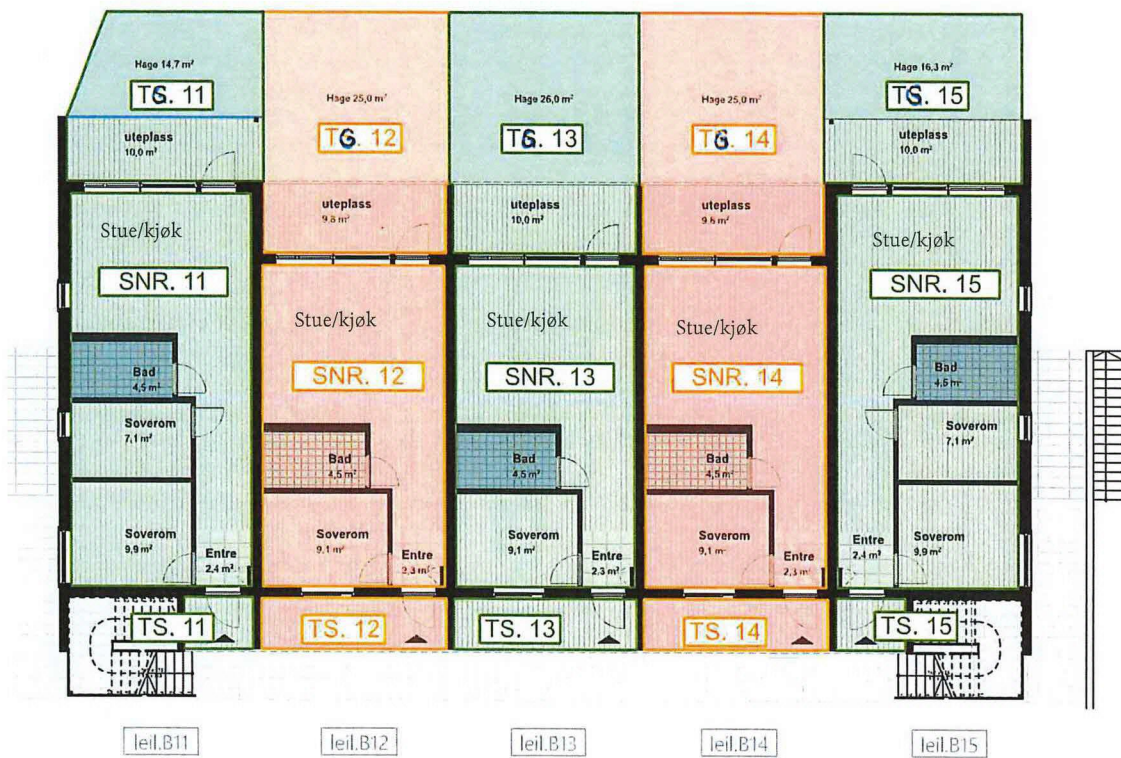 Hage 14,7 m²
TG. 11
uteplass
10,0 m²
Stue/kjøk
SNR. 11
Bad
4,5 m²
Soverom
7,1 m²
Soverom
9,9 m²
Entre
2,4 m²
TS. 11
leil.B11
Hage 25,0 m²
TG. 12
uteplass
9,8 m²
Stue/kjøk
SNR. 12
Bad
4,5 m²
Soverom
9,1 m²
Entre
2,3 m²
TS. 12
leil.B12
Hage 26,0 m²
TG. 13
uteplass
10,0 m²
Stue/kjøk
SNR. 13
Bad
4,5 m²
Soverom
9,1 m²
Entre
2,3 m²
TS. 13
leil.B13
Hage 25,0 m²
TG. 14
uteplass
9,8 m²
Stue/kjøk
SNR. 14
Bad
4,5 m²
Soverom
9,1 m²
Entre
2,3 m²
TS. 14
leil.B14
Hage 16,3 m²
TG. 15
uteplass
10,0 m²
Stue/kjøk
SNR. 15
Bad
4,5 m²
Soverom
7,1 m²
Soverom
9,9 m²
Entre
2,4 m²
TS. 15
leil.B15